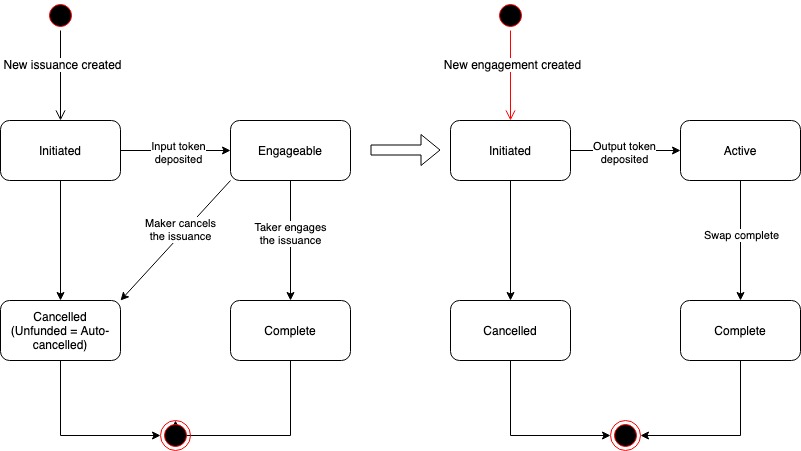 New issuance created
New engagement created
Initiated
Input token
deposited
Engageable
Initiated
Output token
deposited
Active
Maker cancels
the issuance
Taker engages
the issuance
Swap complete
Cancelled
(Unfunded = Auto-
cancelled)
Complete
Cancelled
Complete